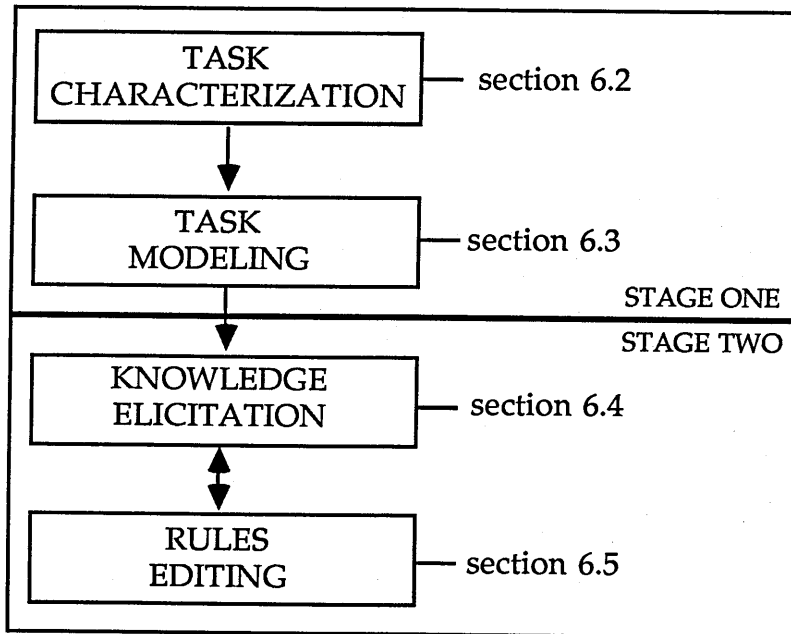 TASK
CHARACTERIZATION
section 6.2
TASK
MODELING
section 6.3
STAGE ONE
STAGE TWO
KNOWLEDGE
ELICITATION
section 6.4
RULES
EDITING
section 6.5